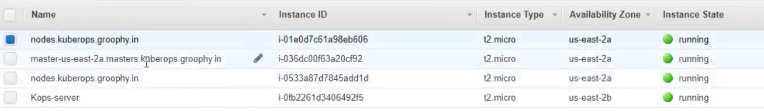 Name Instance ID Instance Type Availability Zone Instance State
nodes.kuberops.groophy.in i-01e0d7c61a98eb606 t2.micro us-east-2a running
master-us-east-2a.masters.kuberops.groophy.in i-036dc00f63a20cf92 t2.micro us-east-2a running
nodes.kuberops.groophy.in i-0533a87d7845add1d t2.micro us-east-2a running
Kops-server i-0fb2261d3406492f5 t2.micro us-east-2b running